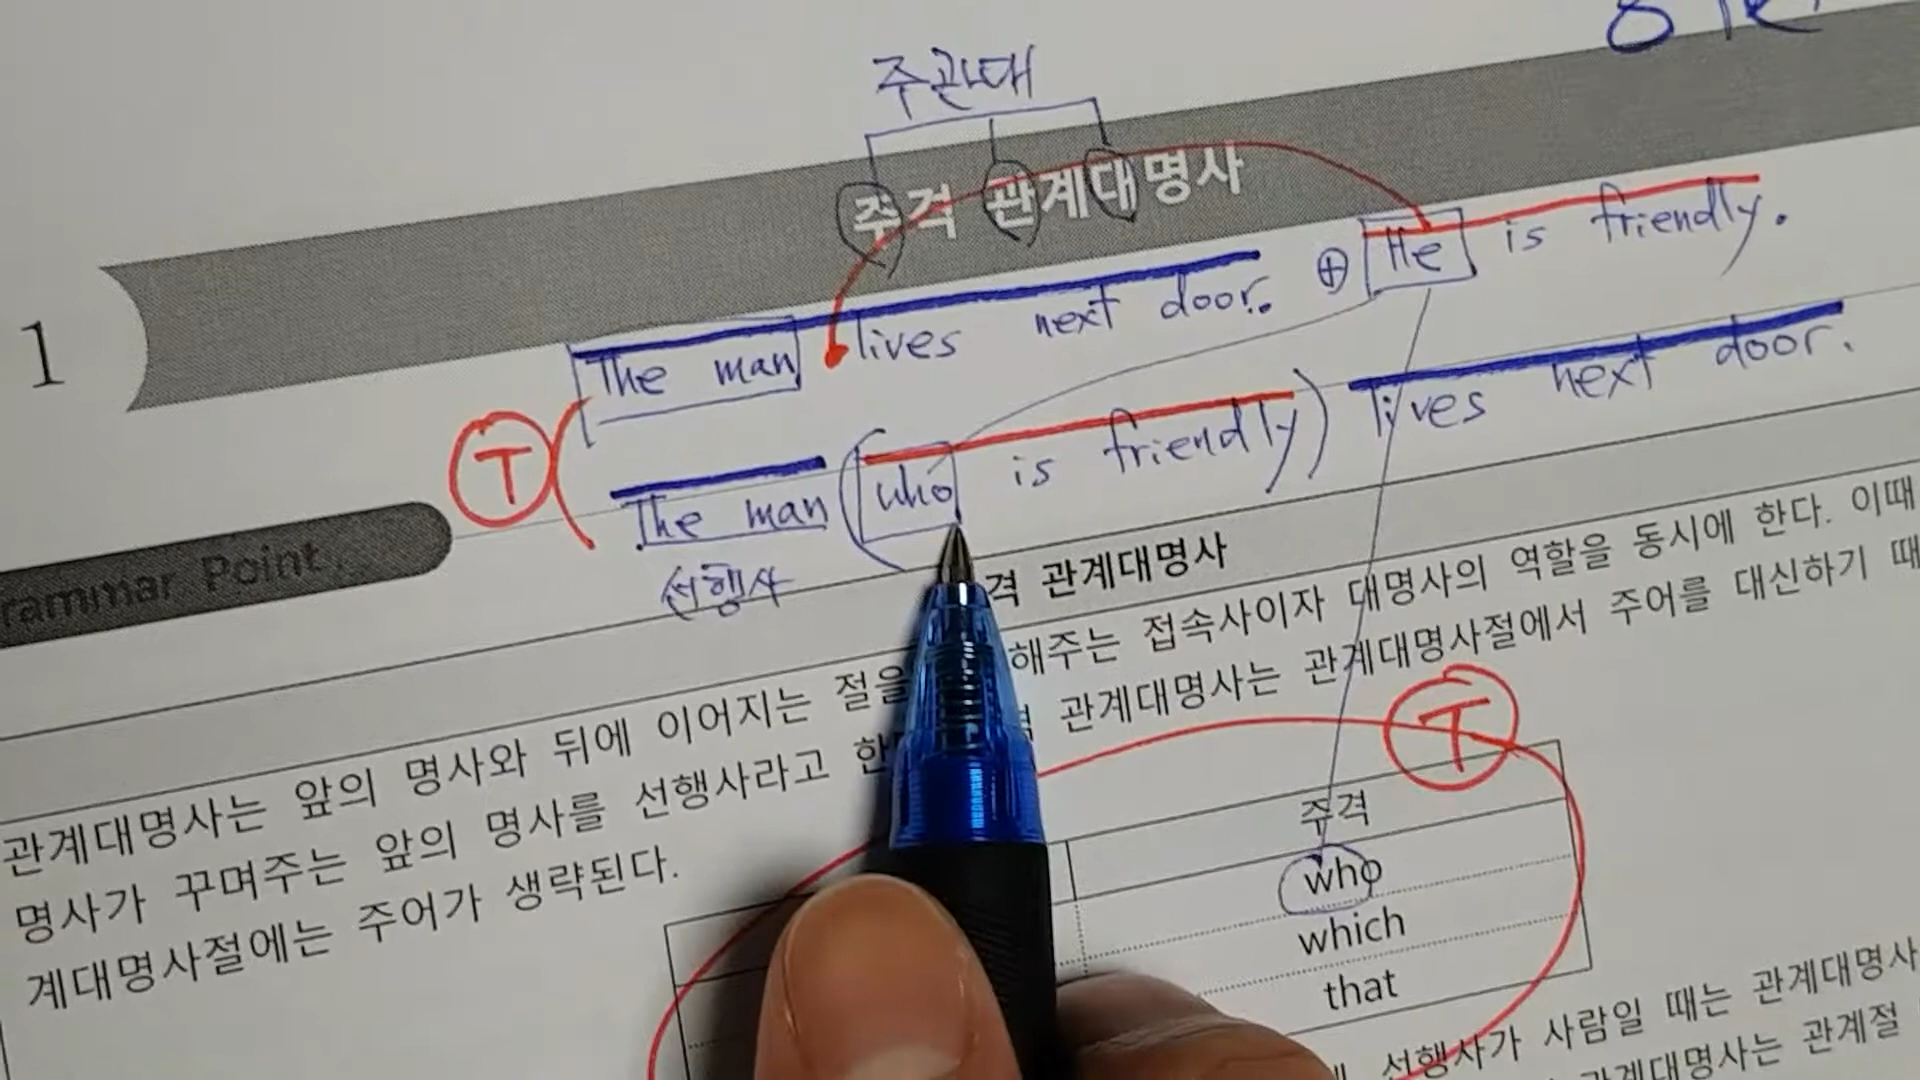 주관대
주격 관계대명사
1
The man lives next door. ⊕ He is friendly.
T
The man (who is friendly) lives next door.
선행사
rammar Point
격 관계대명사
관계대명사는 앞의 명사와 뒤에 이어지는 절을 해주는 접속사이자 대명사의 역할을 동시에 한다. 이때
명사가 꾸며주는 앞의 명사를 선행사라고 한 관계대명사는 관계대명사절에서 주어를 대신하기 때
계대명사절에는 주어가 생략된다.
T
주격
who
which
that
선행사가 사람일 때는 관계대명사
관계대명사는 관계절